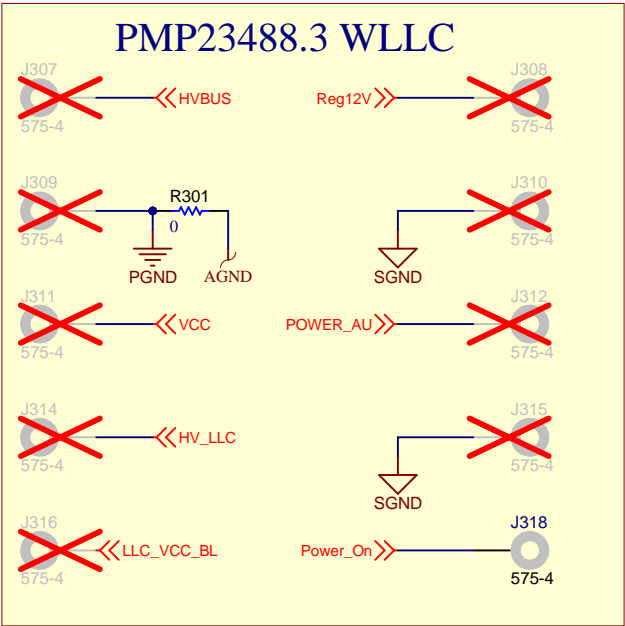 PMP23488.3 WLLC
J307
HVBUS
575-4
J308
Reg12V
575-4
J309
R301
0
575-4
PGND
AGND
J310
575-4
SGND
J311
VCC
575-4
J312
POWER_AU
575-4
J314
HV_LLC
575-4
J315
575-4
SGND
J316
LLC_VCC_BL
575-4
J318
Power_On
575-4